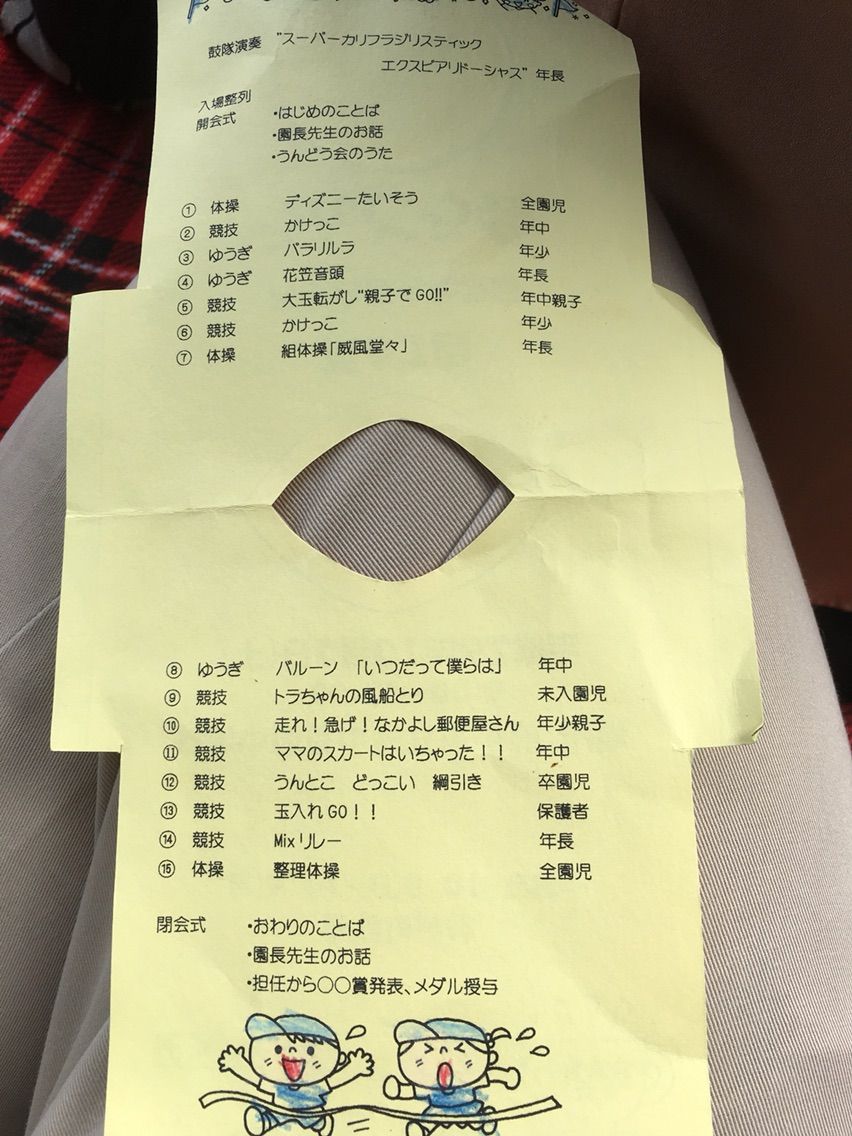 鼓隊演奏 "スーパーカリフラジリスティック
エクスピアリドーシャス" 年長
入場整列
開会式 ・はじめのことば
・園長先生のお話
・うんどう会のうた
① 体操 ディズニーたいそう 全園児
② 競技 かけっこ 年中
③ ゆうぎ パラリルラ 年少
④ ゆうぎ 花笠音頭 年長
⑤ 競技 大玉転がし"親子でGO!!" 年中親子
⑥ 競技 かけっこ 年少
⑦ 体操 組体操「威風堂々」 年長
⑧ ゆうぎ バルーン 「いつだって僕らは」 年中
⑨ 競技 トラちゃんの風船とり 未入園児
⑩ 競技 走れ!急げ!なかよし郵便屋さん 年少親子
⑪ 競技 ママのスカートはいちゃった!! 年中
⑫ 競技 うんとこ どっこい 綱引き 卒園児
⑬ 競技 玉入れGO!! 保護者
⑭ 競技 Mixリレー 年長
⑮ 体操 整理体操 全園児
閉会式 ・おわりのことば
・園長先生のお話
・担任から〇〇賞発表、メダル授与